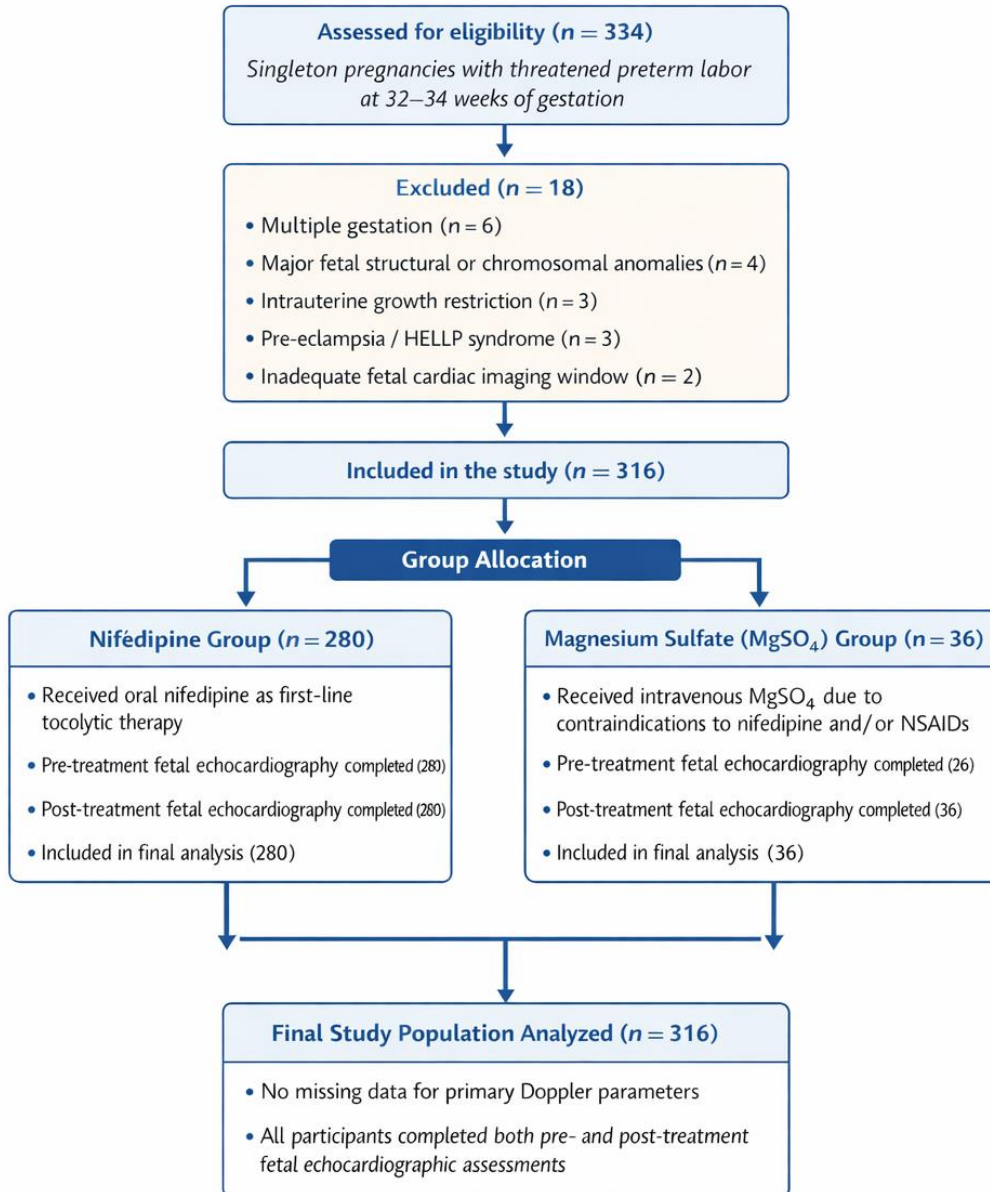 Assessed for eligibility (n = 334)
Singleton pregnancies with threatened preterm labor
at 32–34 weeks of gestation
Excluded (n = 18)
• Multiple gestation (n = 6)
• Major fetal structural or chromosomal anomalies (n = 4)
• Intrauterine growth restriction (n = 3)
• Pre-eclampsia / HELLP syndrome (n = 3)
• Inadequate fetal cardiac imaging window (n = 2)
Included in the study (n = 316)
Group Allocation
Nifédipine Group (n = 280)
• Received oral nifedipine as first-line
tocolytic therapy
• Pre-treatment fetal echocardiography completed (280)
• Post-treatment fetal echocardiography completed (280)
• Included in final analysis (280)
Magnesium Sulfate (MgSO₄) Group (n = 36)
• Received intravenous MgSO₄ due to
contraindications to nifedipine and/or NSAIDs
• Pre-treatment fetal echocardiography completed (26)
• Post-treatment fetal echocardiography completed (36)
• Included in final analysis (36)
Final Study Population Analyzed (n = 316)
• No missing data for primary Doppler parameters
• All participants completed both pre- and post-treatment
fetal echocardiographic assessments